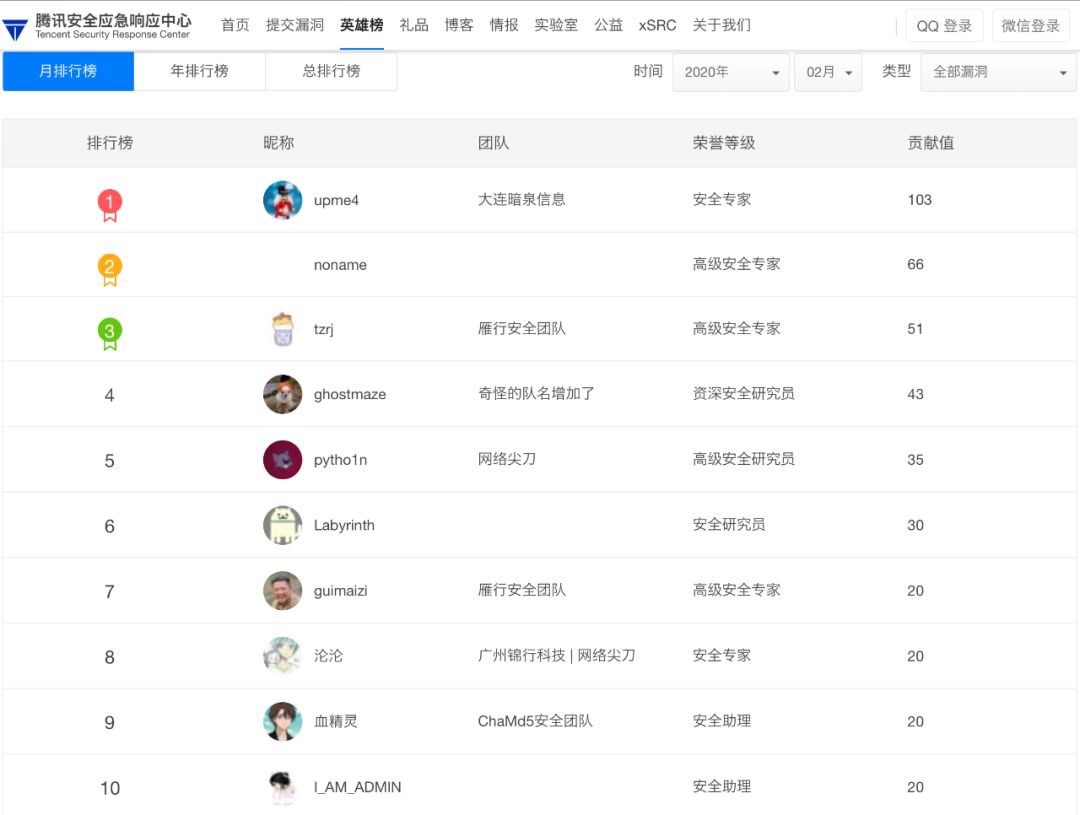 腾讯安全应急响应中心
Tencent Security Response Center
首页 提交漏洞 英雄榜 礼品 博客 情报 实验室 公益 xSRC 关于我们
QQ 登录 微信登录
月排行榜 年排行榜 总排行榜 时间 2020年 02月 类型 全部漏洞
排行榜 昵称 团队 荣誉等级 贡献值
1 upme4 大连暗泉信息 安全专家 103
2 noname 高级安全专家 66
3 tzrj 雁行安全团队 高级安全专家 51
4 ghostmaze 奇怪的队名增加了 资深安全研究员 43
5 pytho1n 网络尖刀 高级安全研究员 35
6 Labyrinth 安全研究员 30
7 guimaizi 雁行安全团队 高级安全专家 20
8 沦沦 广州锦行科技 | 网络尖刀 安全专家 20
9 血精灵 ChaMd5安全团队 安全助理 20
10 I_AM_ADMIN 安全助理 20